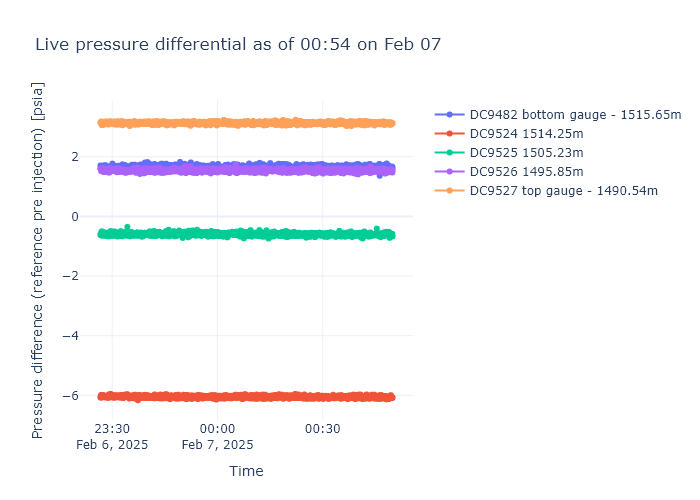 Live pressure differential as of 00:54 on Feb 07
Pressure difference (reference pre injection) [psia]
2
0
−2
−4
−6
23:30
Feb 6, 2025
00:00
Feb 7, 2025
00:30
Time
DC9482 bottom gauge - 1515.65m
DC9524 1514.25m
DC9525 1505.23m
DC9526 1495.85m
DC9527 top gauge - 1490.54m